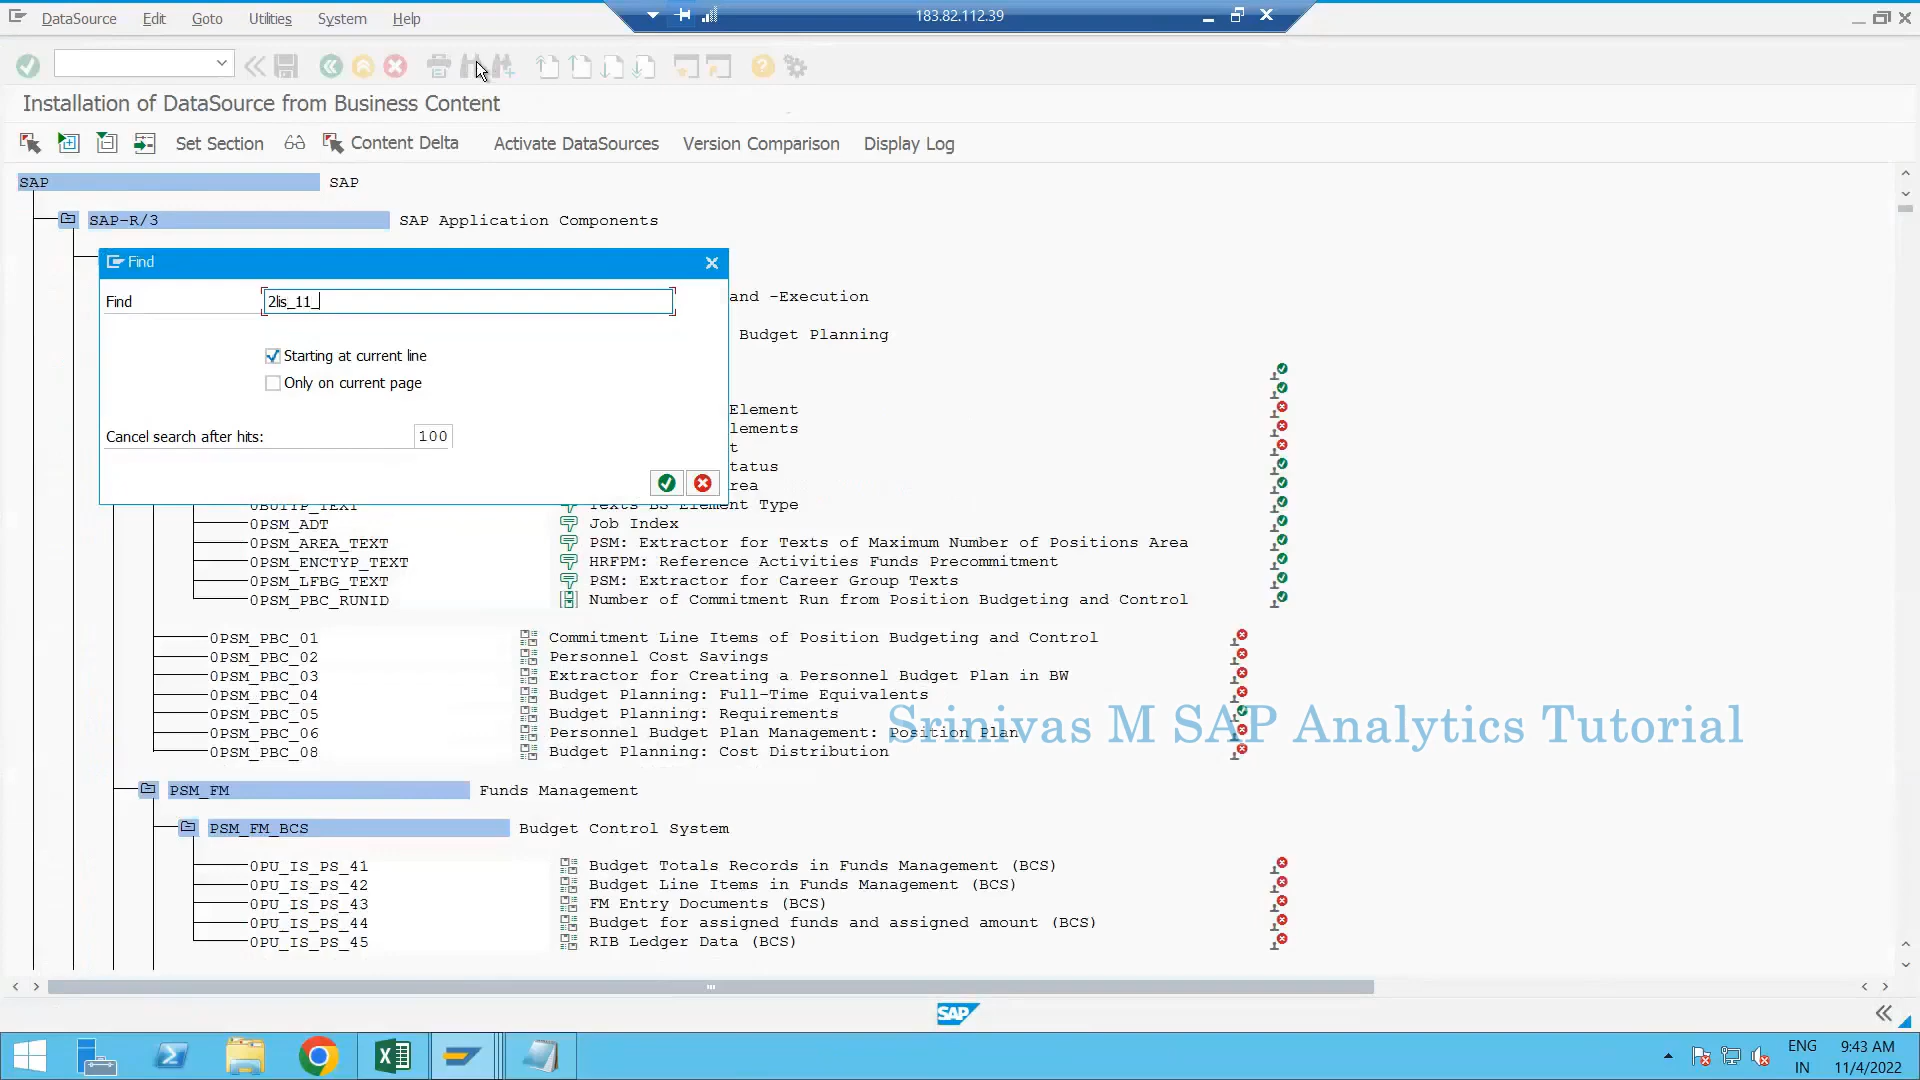 DataSource Edit Goto Utilities System Help
183.82.112.39
Installation of DataSource from Business Content
Set Section Content Delta Activate DataSources Version Comparison Display Log
SAP SAP
SAP-R/3 SAP Application Components
Find
Find 2lis_11_
and -Execution
Budget Planning
Starting at current line
Only on current page
Element
lements
t
Cancel search after hits: 100
tatus
rea
0BUTYP_TEXT Texts BS Element Type
0PSM_ADT Job Index
0PSM_AREA_TEXT PSM: Extractor for Texts of Maximum Number of Positions Area
0PSM_ENCTYP_TEXT HRFPM: Reference Activities Funds Precommitment
0PSM_LFBG_TEXT PSM: Extractor for Career Group Texts
0PSM_PBC_RUNID Number of Commitment Run from Position Budgeting and Control
0PSM_PBC_01 Commitment Line Items of Position Budgeting and Control
0PSM_PBC_02 Personnel Cost Savings
0PSM_PBC_03 Extractor for Creating a Personnel Budget Plan in BW
0PSM_PBC_04 Budget Planning: Full-Time Equivalents
0PSM_PBC_05 Budget Planning: Requirements
0PSM_PBC_06 Personnel Budget Plan Management: Position Plan
0PSM_PBC_08 Budget Planning: Cost Distribution
Srinivas M SAP Analytics Tutorial
PSM_FM Funds Management
PSM_FM_BCS Budget Control System
0PU_IS_PS_41 Budget Totals Records in Funds Management (BCS)
0PU_IS_PS_42 Budget Line Items in Funds Management (BCS)
0PU_IS_PS_43 FM Entry Documents (BCS)
0PU_IS_PS_44 Budget for assigned funds and assigned amount (BCS)
0PU_IS_PS_45 RIB Ledger Data (BCS)
SAP
ENG 9:43 AM
IN 11/4/2022